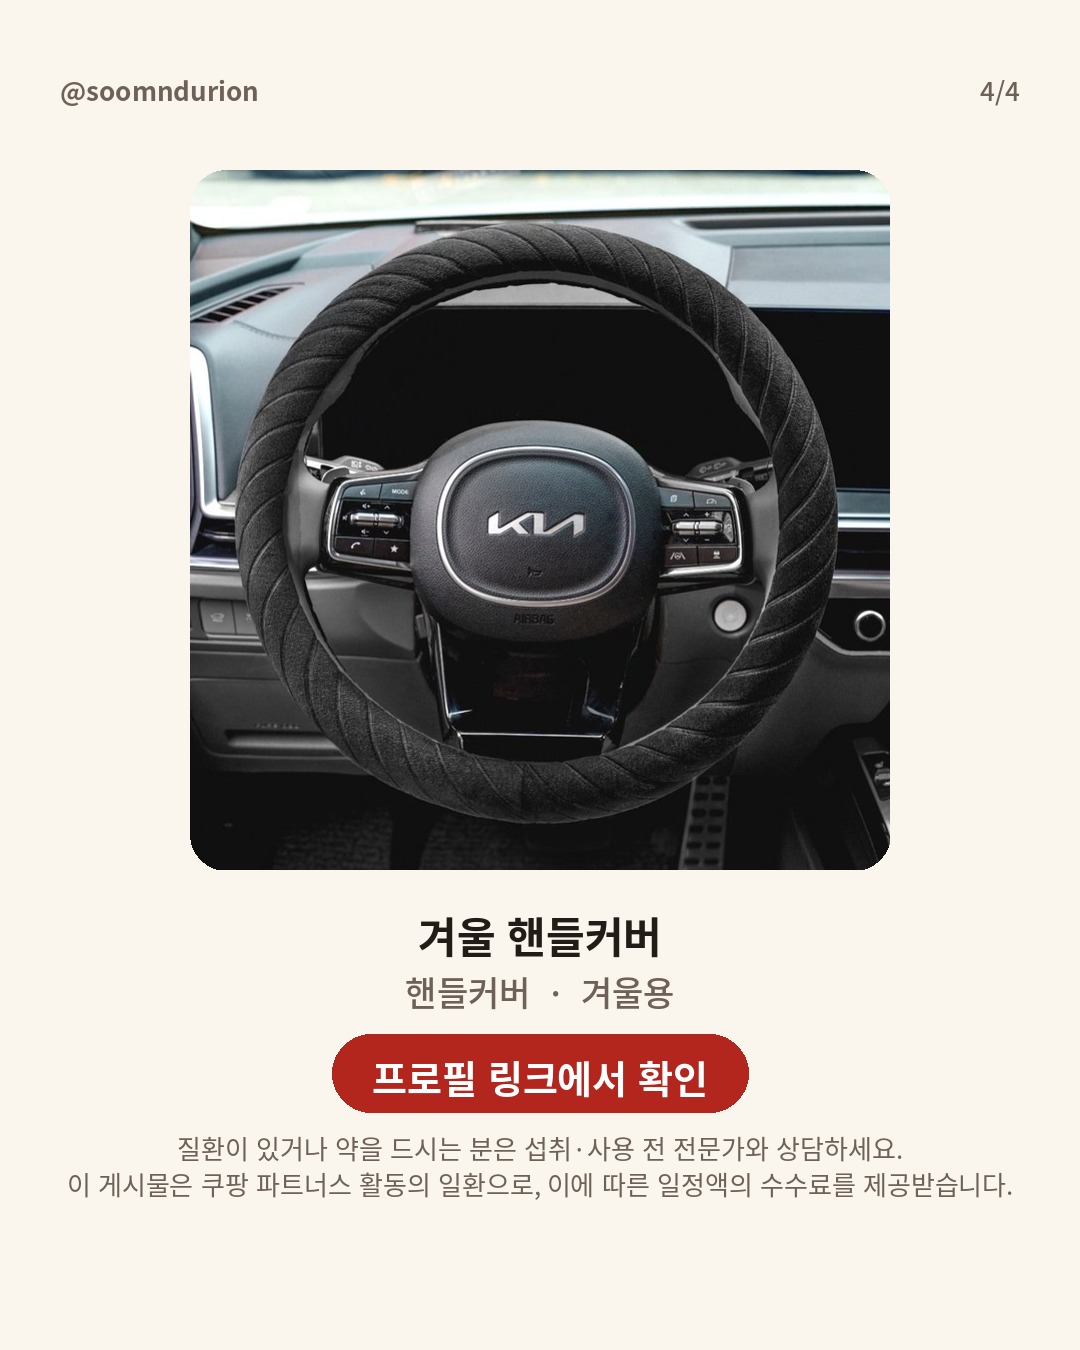 @soomndurion
4/4
MODE
KIA
AIRBAG
겨울 핸들커버
핸들커버 · 겨울용
프로필 링크에서 확인
질환이 있거나 약을 드시는 분은 섭취·사용 전 전문가와 상담하세요.
이 게시물은 쿠팡 파트너스 활동의 일환으로, 이에 따른 일정액의 수수료를 제공받습니다.